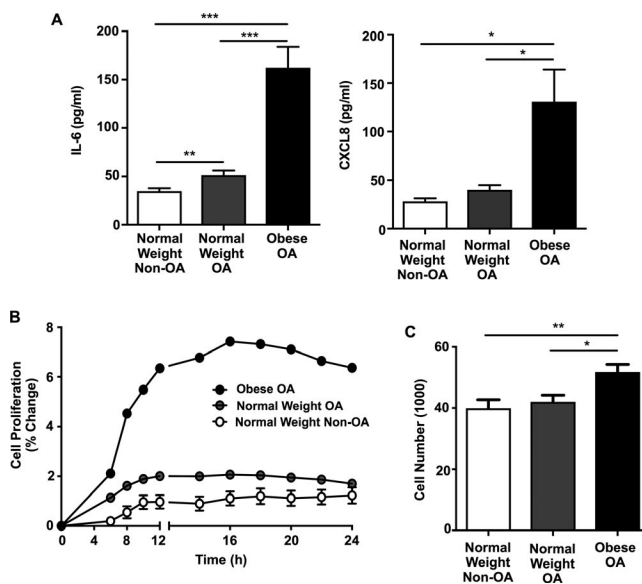 A
***
***
**
IL-6 (pg/ml)
200
150
100
50
0
Normal
Weight
Non-OA
Normal
Weight
OA
Obese
OA
*
*
CXCL8 (pg/ml)
200
150
100
50
0
Normal
Weight
Non-OA
Normal
Weight
OA
Obese
OA
B
Cell Proliferation
(% Change)
8
6
4
2
0
Obese OA
Normal Weight OA
Normal Weight Non-OA
0 4 6 8 12 16 20 24
Time (h)
C
**
*
Cell Number (1000)
60
40
20
0
Normal
Weight
Non-OA
Normal
Weight
OA
Obese
OA